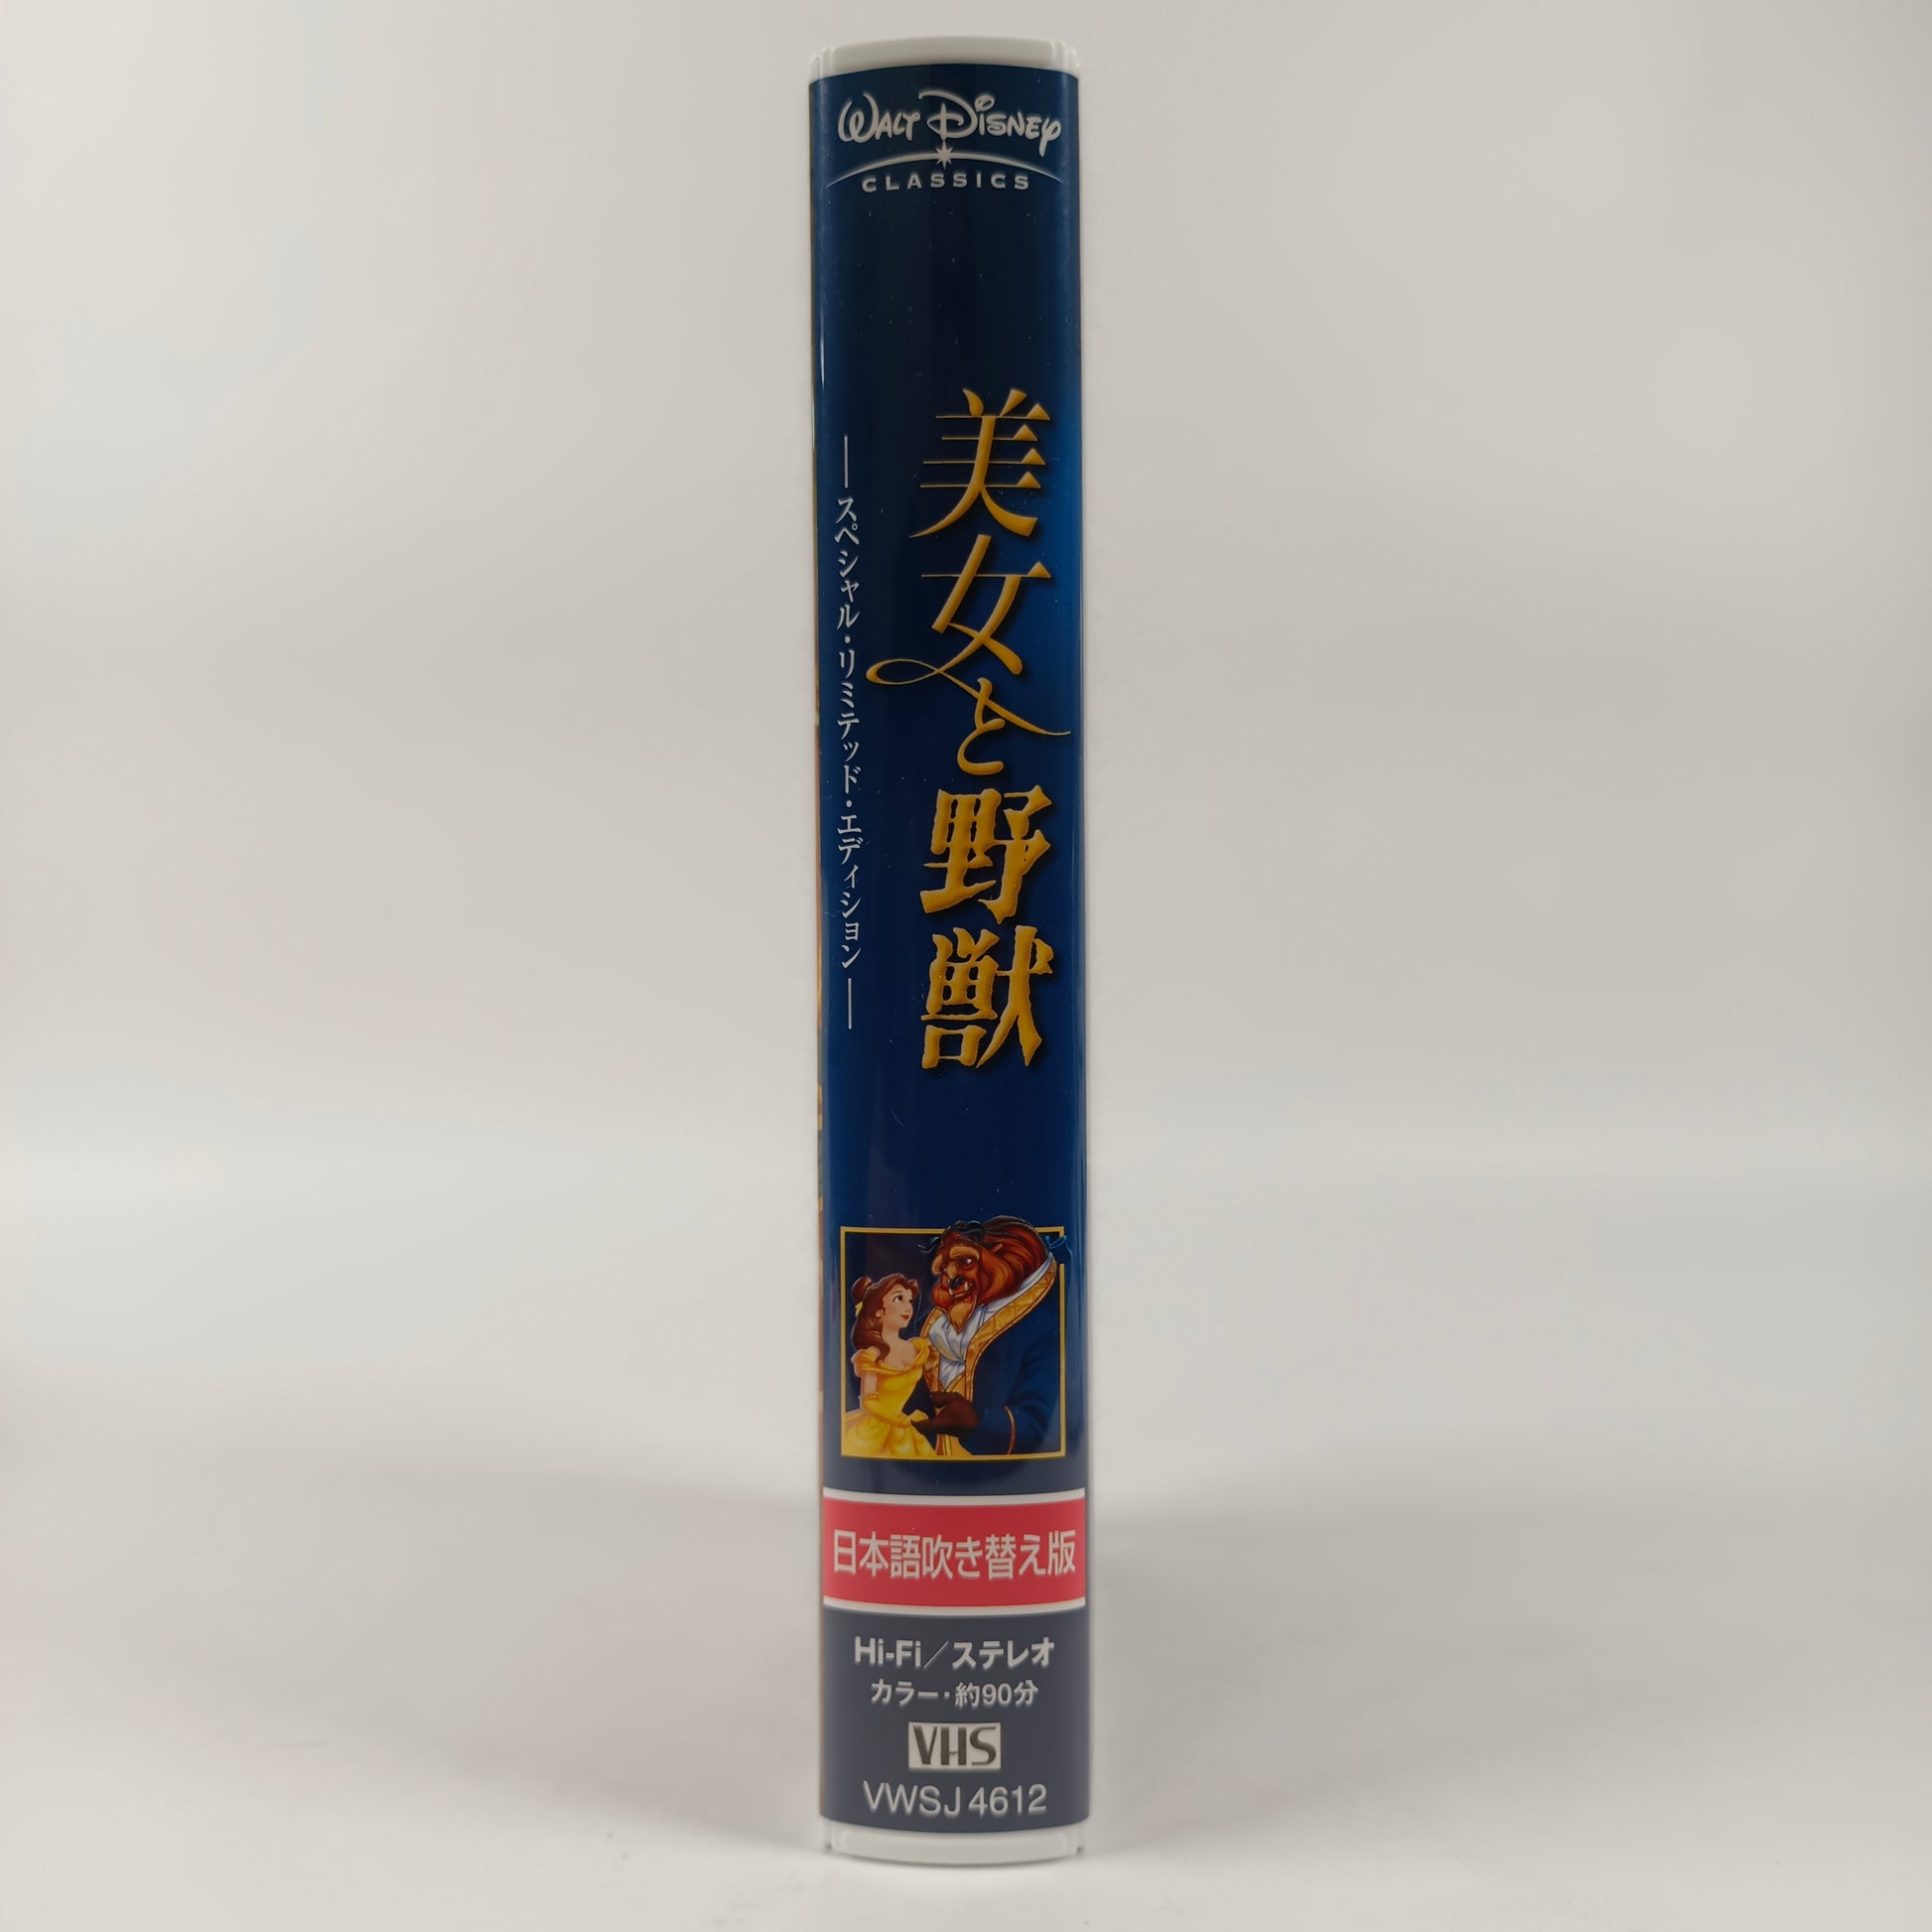 WALT DISNEY
CLASSICS
美女と野獣
スペシャル・リミテッド・エディション
日本語吹き替え版
Hi-Fi／ステレオ
カラー・約90分
VHS
VWSJ4612